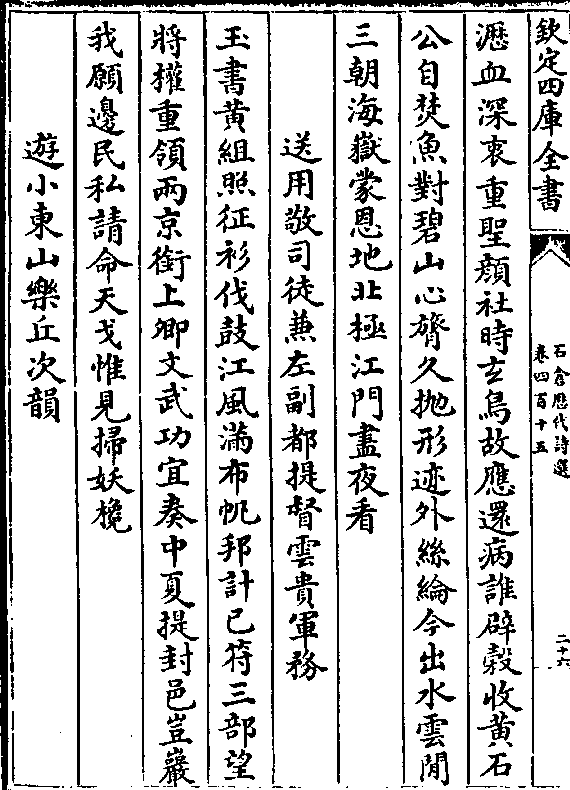 欽定四庫全書
石倉歷代詩選
卷四百十五
二十六
瀝血深衷重聖顏社時玄鳥故應還病誰辟榖收黄石
公自焚魚對碧山心膂久抛形迹外絲綸今出水雲閒
三朝海嶽蒙恩地北極江門盡夜看
送用敬司徒兼左副都提督雲貴軍務
玉書黄組照征衫伐鼓江風滿布帆邦計已符三部望
將權重領兩京銜上卿文武功宜奏中夏提封邑豈巖
我願邊民私請命天戈惟見掃妖欃
遊小東山樂丘次韻